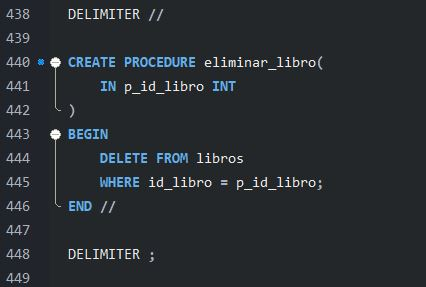 438 DELIMITER //
439
440 CREATE PROCEDURE eliminar_libro(
441     IN p_id_libro INT
442 )
443 BEGIN
444     DELETE FROM libros
445     WHERE id_libro = p_id_libro;
446 END //
447
448 DELIMITER ;
449